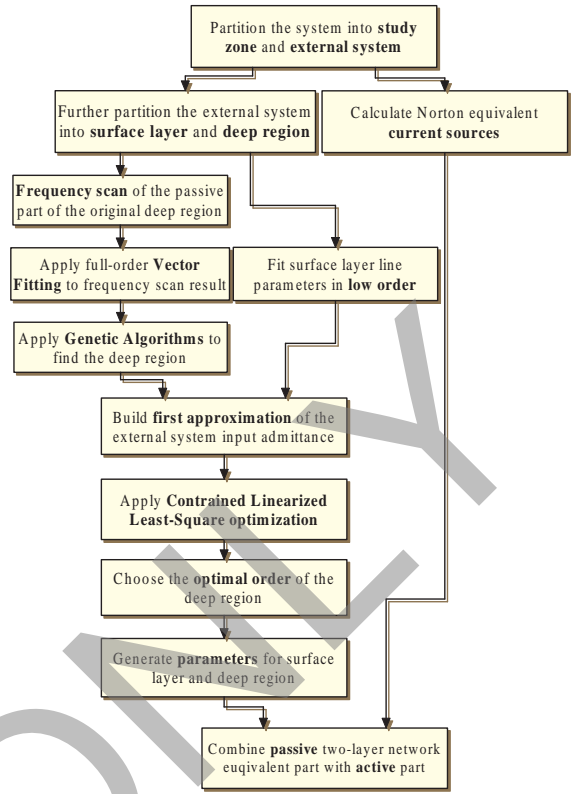 Partition the system into study
zone and external system
Further partition the external system
into surface layer and deep region
Calculate Norton equivalent
current sources
Frequency scan of the passive
part of the original deep region
Apply full-order Vector
Fitting to frequency scan result
Fit surface layer line
parameters in low order
Apply Genetic Algorithms to
find the deep region
Build first approximation of the
external system input admittance
Apply Contrained Linearized
Least-Square optimization
Choose the optimal order of the
deep region
Generate parameters for surface
layer and deep region
Combine passive two-layer network
euqivalent part with active part
ONLY